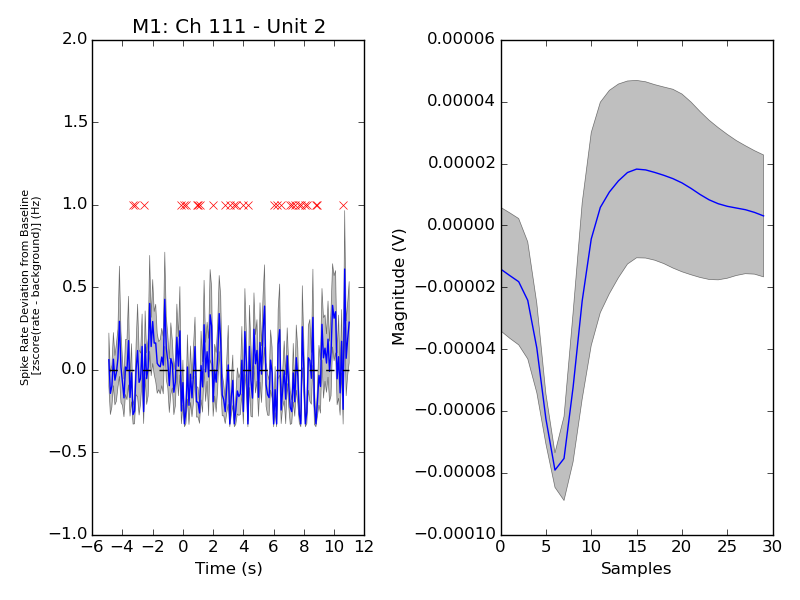 M1: Ch 111 - Unit 2
2.0
1.5
1.0
0.5
0.0
−0.5
−1.0
−6 −4 −2 0 2 4 6 8 10 12
Time (s)
Spike Rate Deviation from Baseline
[zscore(rate - background)] (Hz)
0.00006
0.00004
0.00002
0.00000
−0.00002
−0.00004
−0.00006
−0.00008
−0.00010
0 5 10 15 20 25 30
Samples
Magnitude (V)